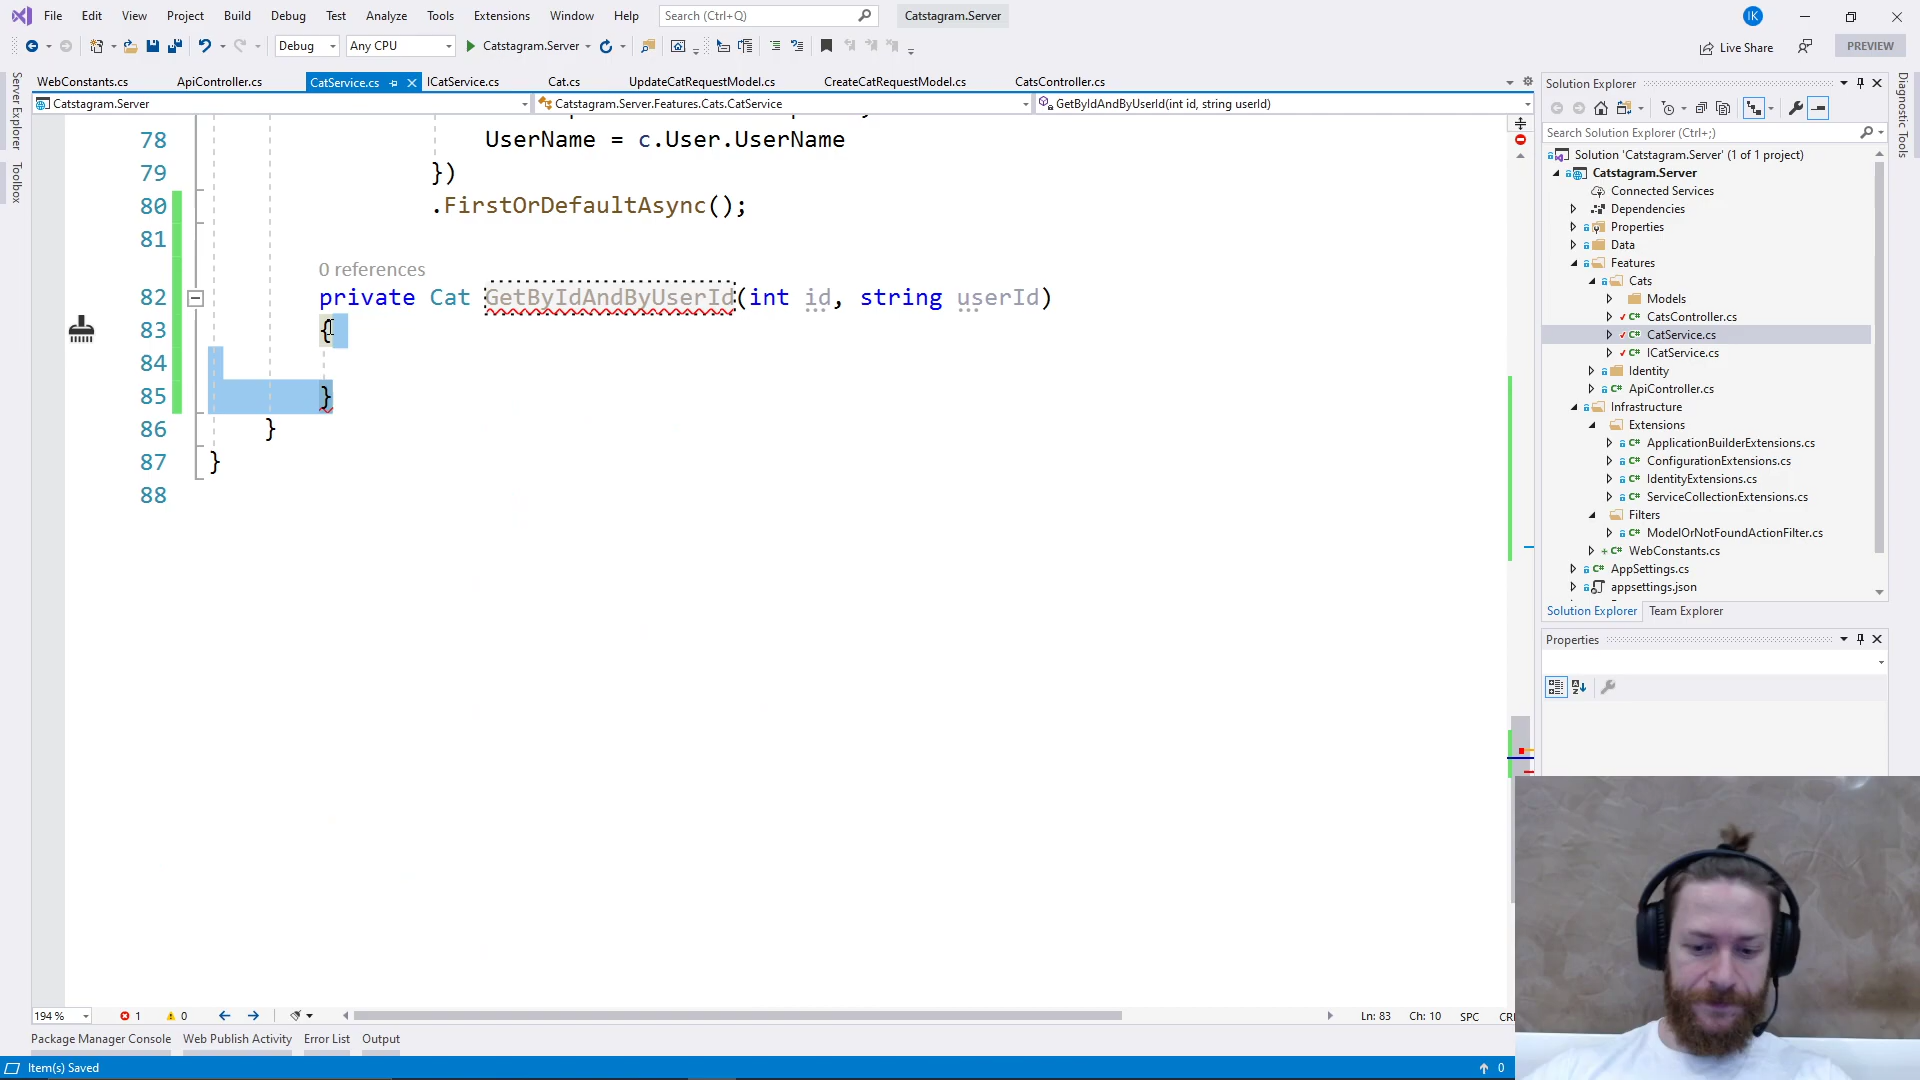 File Edit View Project Build Debug Test Analyze Tools Extensions Window Help Search (Ctrl+Q) Catstagram.Server IK
Debug Any CPU Catstagram.Server Live Share PREVIEW
WebConstants.cs ApiController.cs CatService.cs ICatService.cs Cat.cs UpdateCatRequestModel.cs CreateCatRequestModel.cs CatsController.cs
Catstagram.Server Catstagram.Server.Features.Cats.CatService GetByIdAndByUserId(int id, string userId)
Server Explorer
Toolbox
78 UserName = c.User.UserName
79 })
80 .FirstOrDefaultAsync();
81
0 references
82 private Cat GetByIdAndByUserId(int id, string userId)
83 {
84
85 }
86 }
87 }
88
Solution Explorer
Search Solution Explorer (Ctrl+;)
Solution 'Catstagram.Server' (1 of 1 project)
Catstagram.Server
Connected Services
Dependencies
Properties
Data
Features
Cats
Models
C# CatsController.cs
C# CatService.cs
C# ICatService.cs
Identity
C# ApiController.cs
Infrastructure
Extensions
C# ApplicationBuilderExtensions.cs
C# ConfigurationExtensions.cs
C# IdentityExtensions.cs
C# ServiceCollectionExtensions.cs
Filters
C# ModelOrNotFoundActionFilter.cs
C# WebConstants.cs
C# AppSettings.cs
appsettings.json
Solution Explorer Team Explorer
Properties
Diagnostic Tools
194 % 1 0 Ln: 83 Ch: 10 SPC
Package Manager Console Web Publish Activity Error List Output
Item(s) Saved 0